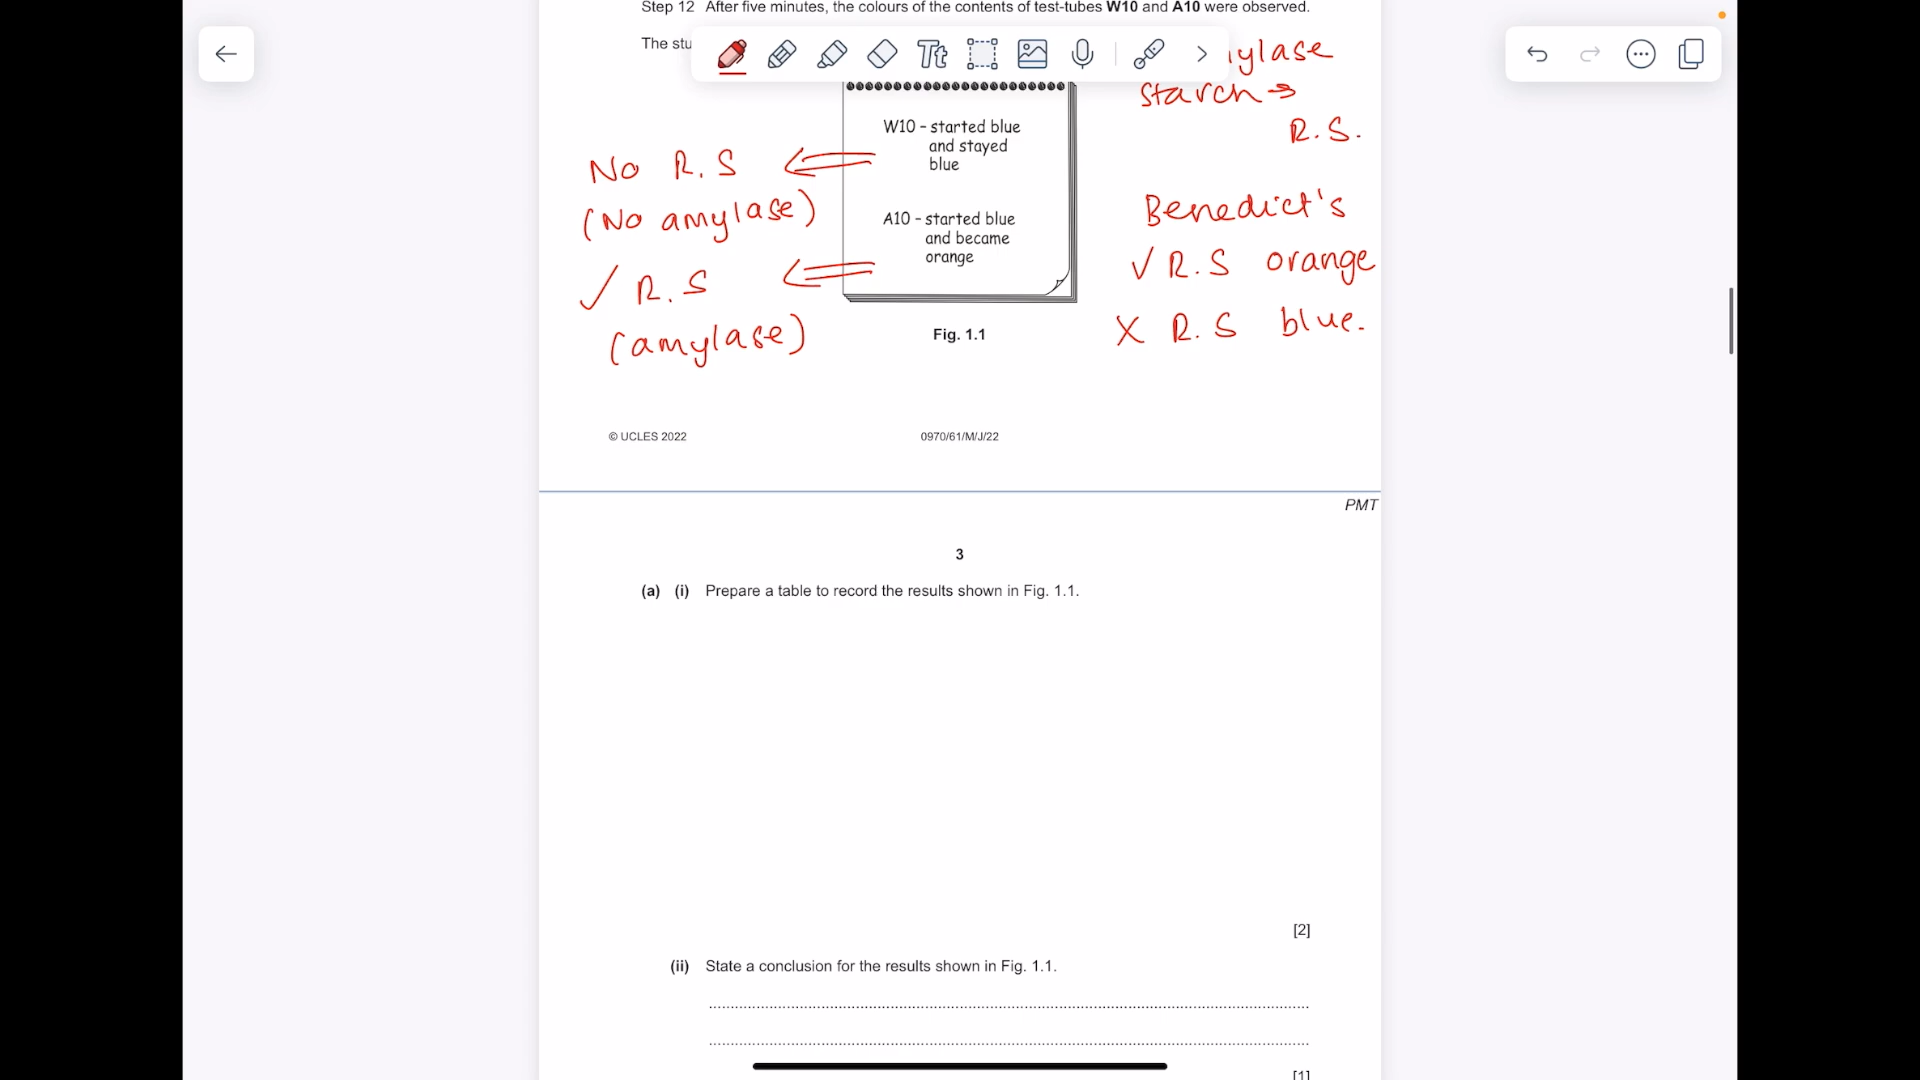 Step 12 After five minutes, the colours of the contents of test-tubes W10 and A10 were observed.
The stu
Tt
ylase
starch →
R.S.
W10 - started blue
and stayed
blue
No R.S
(No amylase)
Benedict's
A10 - started blue
and became
orange
✓ R.S orange
✓ R.S
(amylase)
X R.S blue.
Fig. 1.1
© UCLES 2022
0970/61/M/J/22
PMT
3
(a) (i) Prepare a table to record the results shown in Fig. 1.1.
[2]
(ii) State a conclusion for the results shown in Fig. 1.1.
[1]